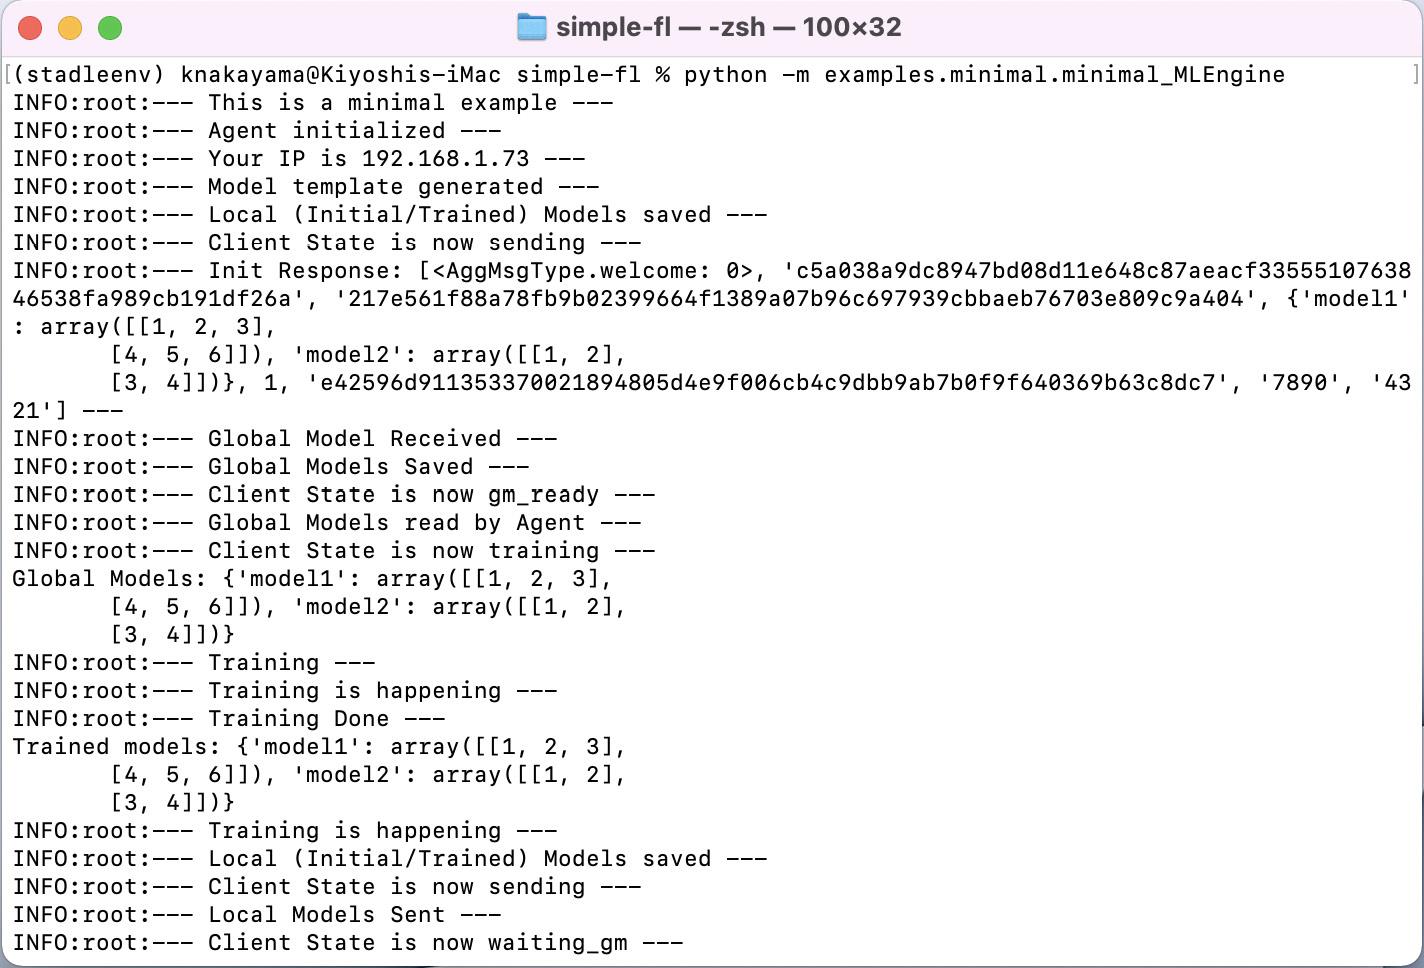 simple-fl — -zsh — 100×32
(stadleenv) knakayama@Kiyoshis-iMac simple-fl % python -m examples.minimal.minimal_MLEngine
INFO:root:--- This is a minimal example ---
INFO:root:--- Agent initialized ---
INFO:root:--- Your IP is 192.168.1.73 ---
INFO:root:--- Model template generated ---
INFO:root:--- Local (Initial/Trained) Models saved ---
INFO:root:--- Client State is now sending ---
INFO:root:--- Init Response: [<AggMsgType.welcome: 0>, 'c5a038a9dc8947bd08d11e648c87aeacf33555107638
46538fa989cb191df26a', '217e561f88a78fb9b02399664f1389a07b96c697939cbbaeb76703e809c9a404', {'model1'
: array([[1, 2, 3],
       [4, 5, 6]]), 'model2': array([[1, 2],
       [3, 4]])}, 1, 'e42596d911353370021894805d4e9f006cb4c9dbb9ab7b0f9f640369b63c8dc7', '7890', '43
21'] ---
INFO:root:--- Global Model Received ---
INFO:root:--- Global Models Saved ---
INFO:root:--- Client State is now gm_ready ---
INFO:root:--- Global Models read by Agent ---
INFO:root:--- Client State is now training ---
Global Models: {'model1': array([[1, 2, 3],
       [4, 5, 6]]), 'model2': array([[1, 2],
       [3, 4]])}
INFO:root:--- Training ---
INFO:root:--- Training is happening ---
INFO:root:--- Training Done ---
Trained models: {'model1': array([[1, 2, 3],
       [4, 5, 6]]), 'model2': array([[1, 2],
       [3, 4]])}
INFO:root:--- Training is happening ---
INFO:root:--- Local (Initial/Trained) Models saved ---
INFO:root:--- Client State is now sending ---
INFO:root:--- Local Models Sent ---
INFO:root:--- Client State is now waiting_gm ---